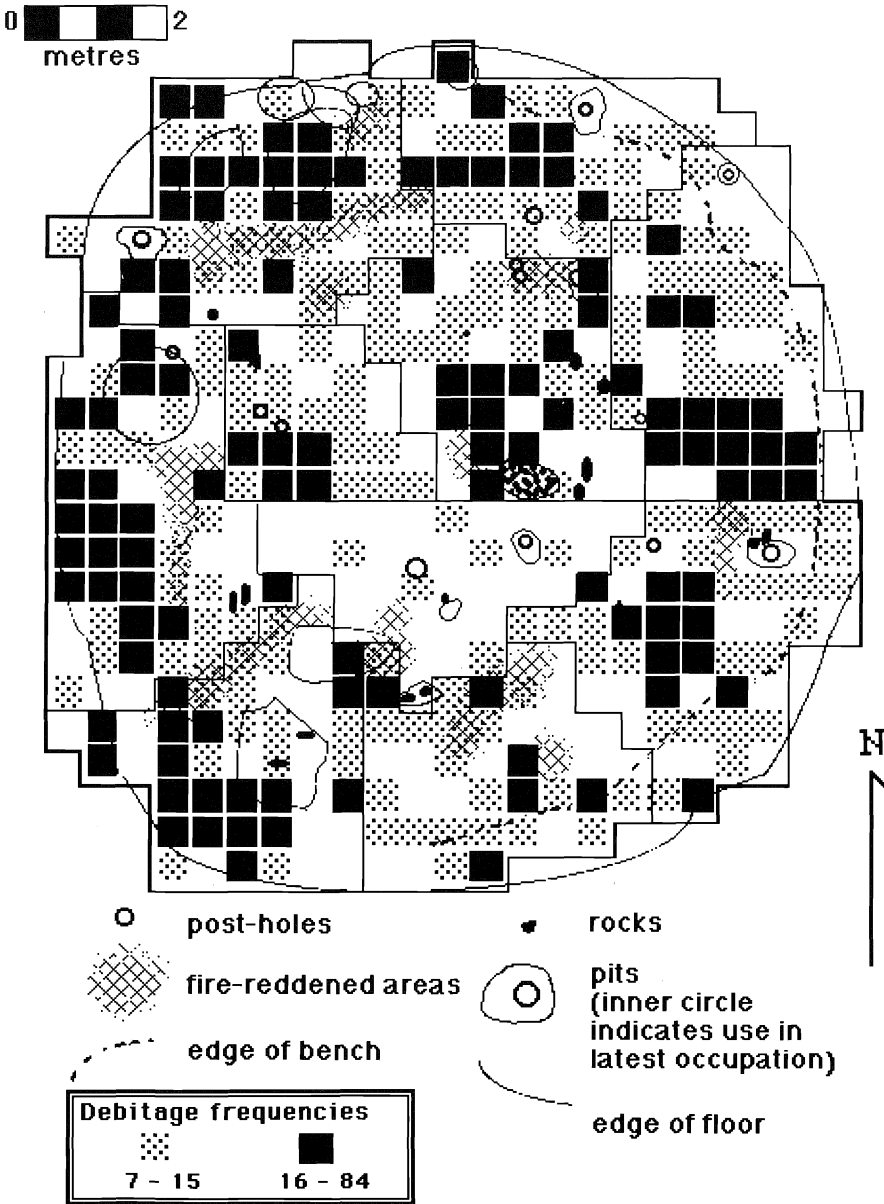 0 2
metres
N
post-holes
rocks
fire-reddened areas
pits
(inner circle
indicates use in
latest occupation)
edge of bench
edge of floor
Debitage frequencies
7 - 15 16 - 84